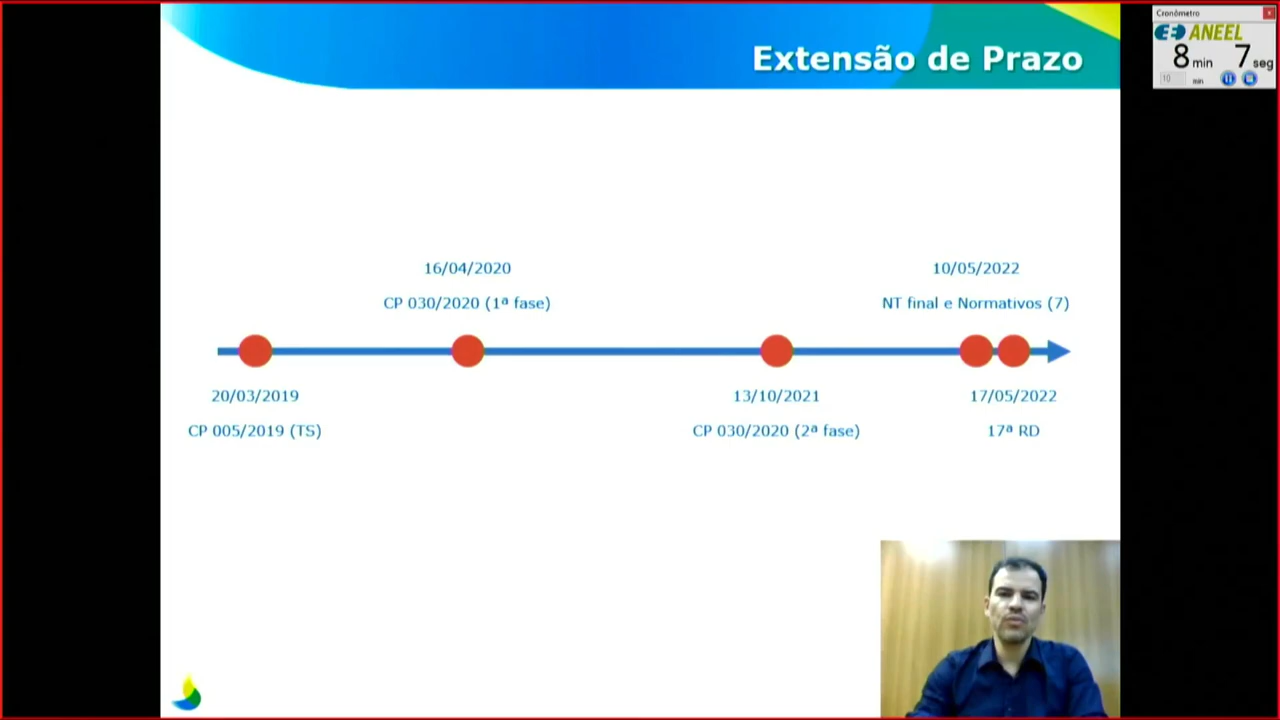 Extensão de Prazo
Cronômetro
ANEEL
8 min 7 seg
10 min
16/04/2020
CP 030/2020 (1ª fase)
10/05/2022
NT final e Normativos (7)
20/03/2019
CP 005/2019 (TS)
13/10/2021
CP 030/2020 (2ª fase)
17/05/2022
17ª RD